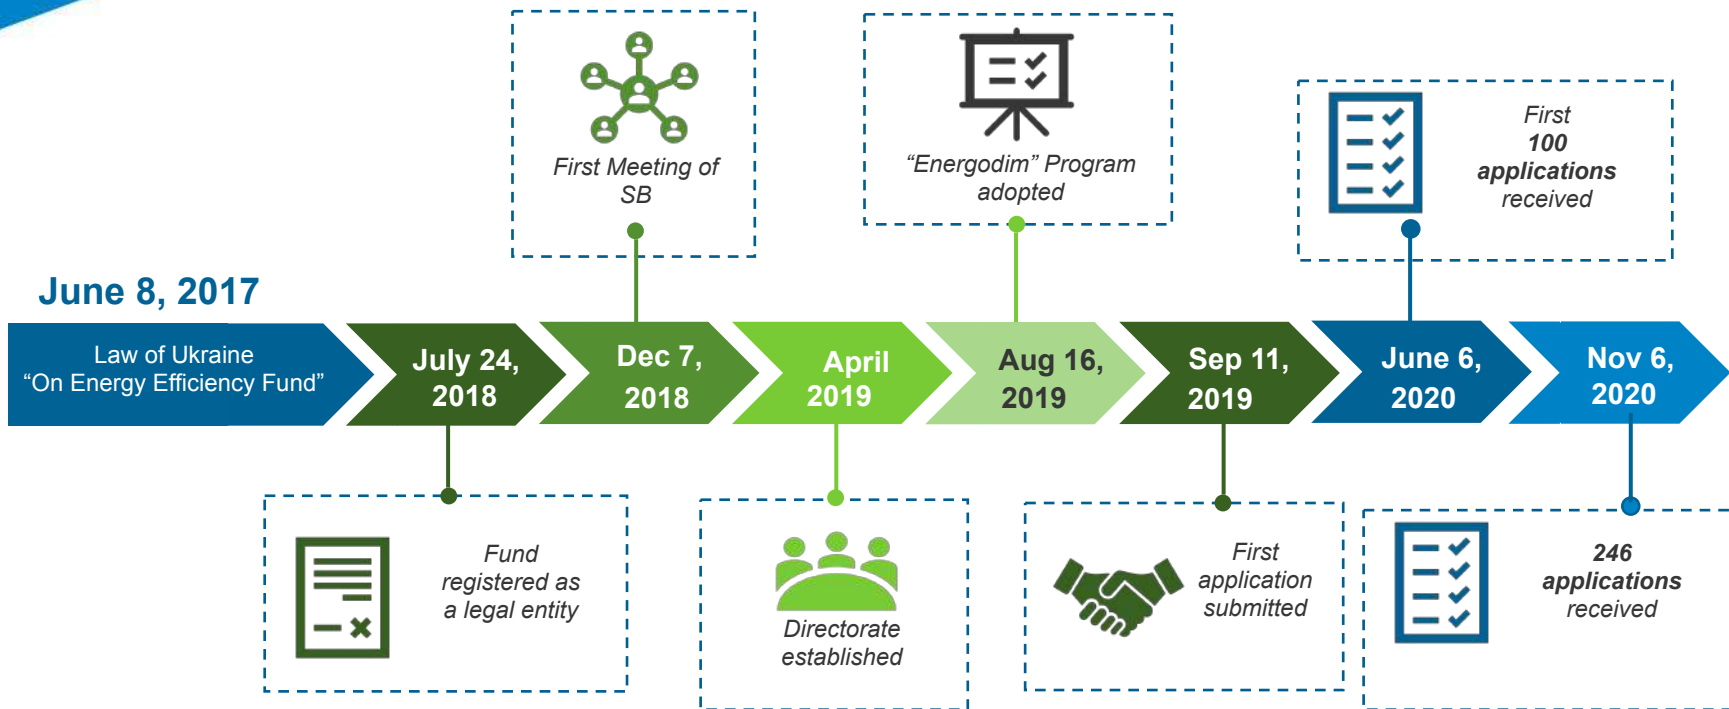 First Meeting of
SB
“Energodim” Program
adopted
First
100
applications
received
June 8, 2017
Law of Ukraine
“On Energy Efficiency Fund”
July 24,
2018
Dec 7,
2018
April
2019
Aug 16,
2019
Sep 11,
2019
June 6,
2020
Nov 6,
2020
Fund
registered as
a legal entity
Directorate
established
First
application
submitted
246
applications
received